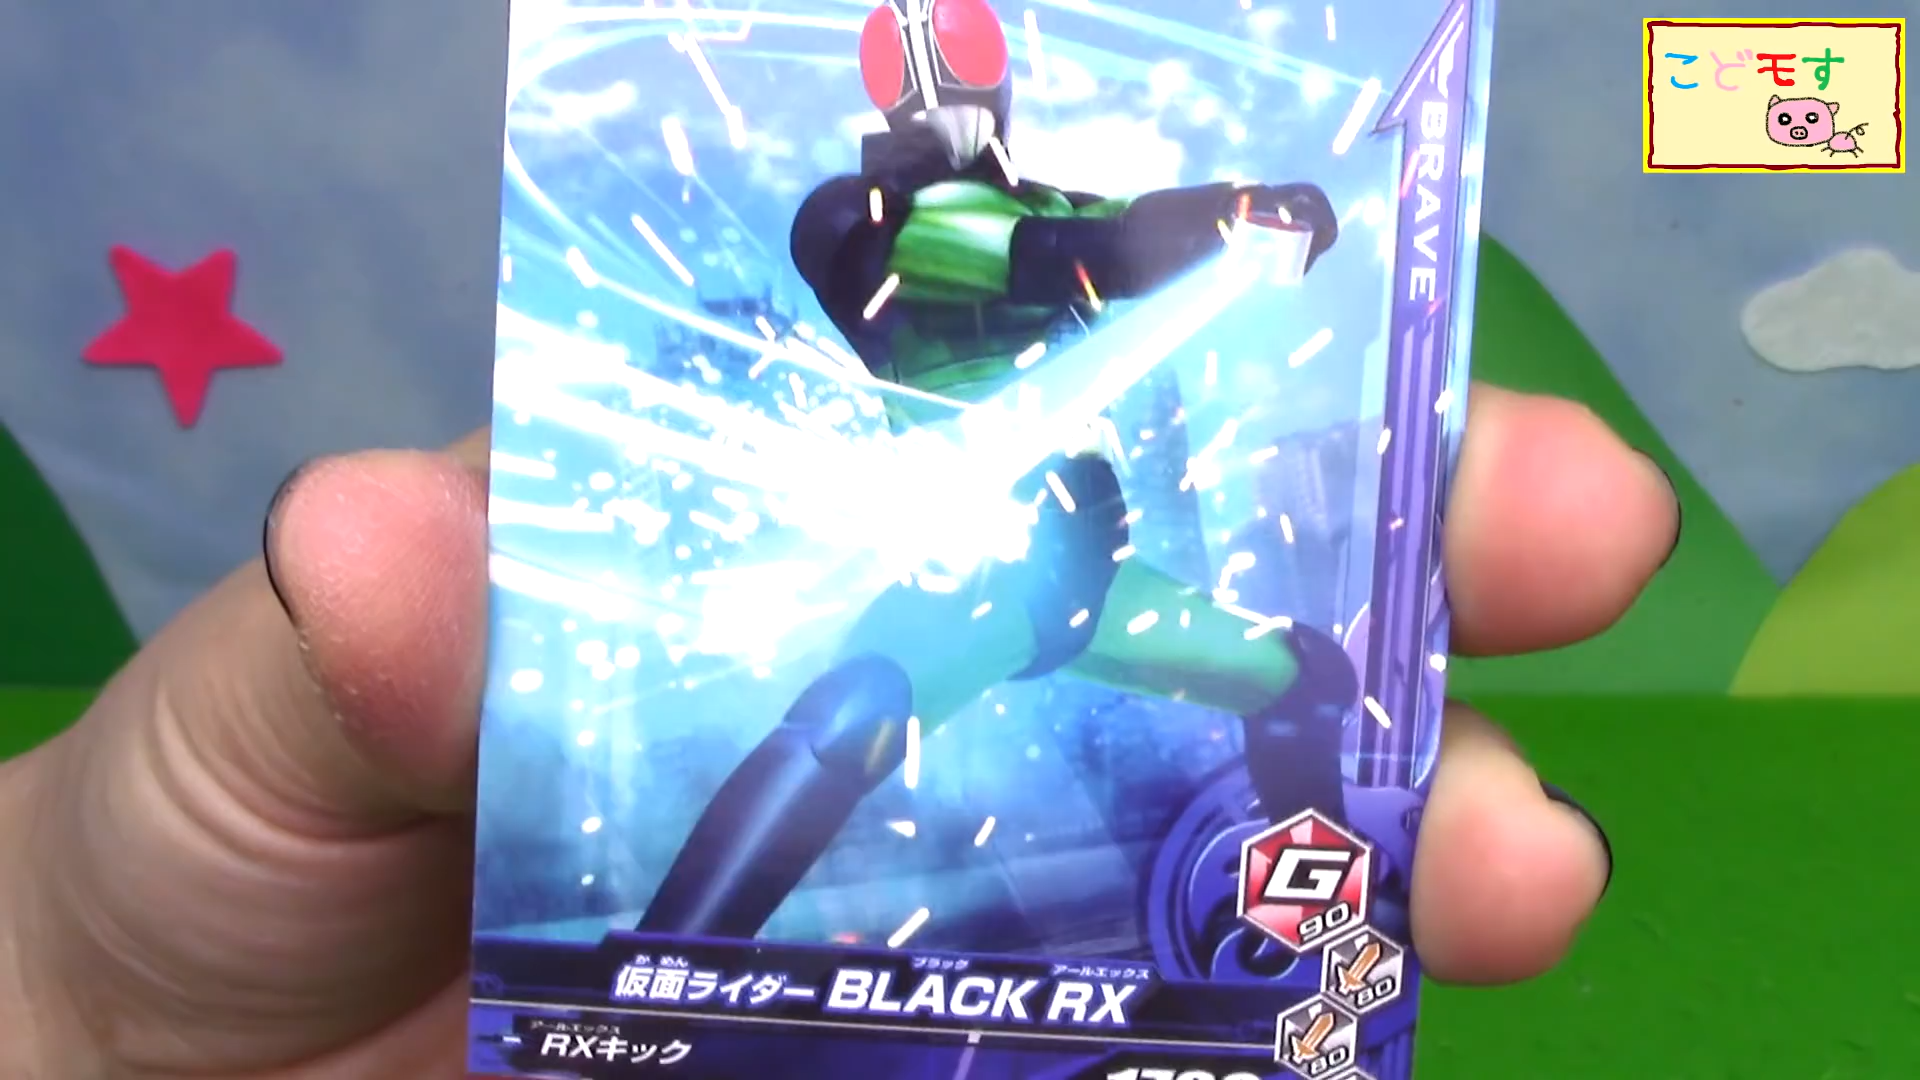 こどモす
BRAVE
G
90
80
かめん ブラック アールエックス
仮面ライダー BLACK RX
アールエックス
RXキック
80